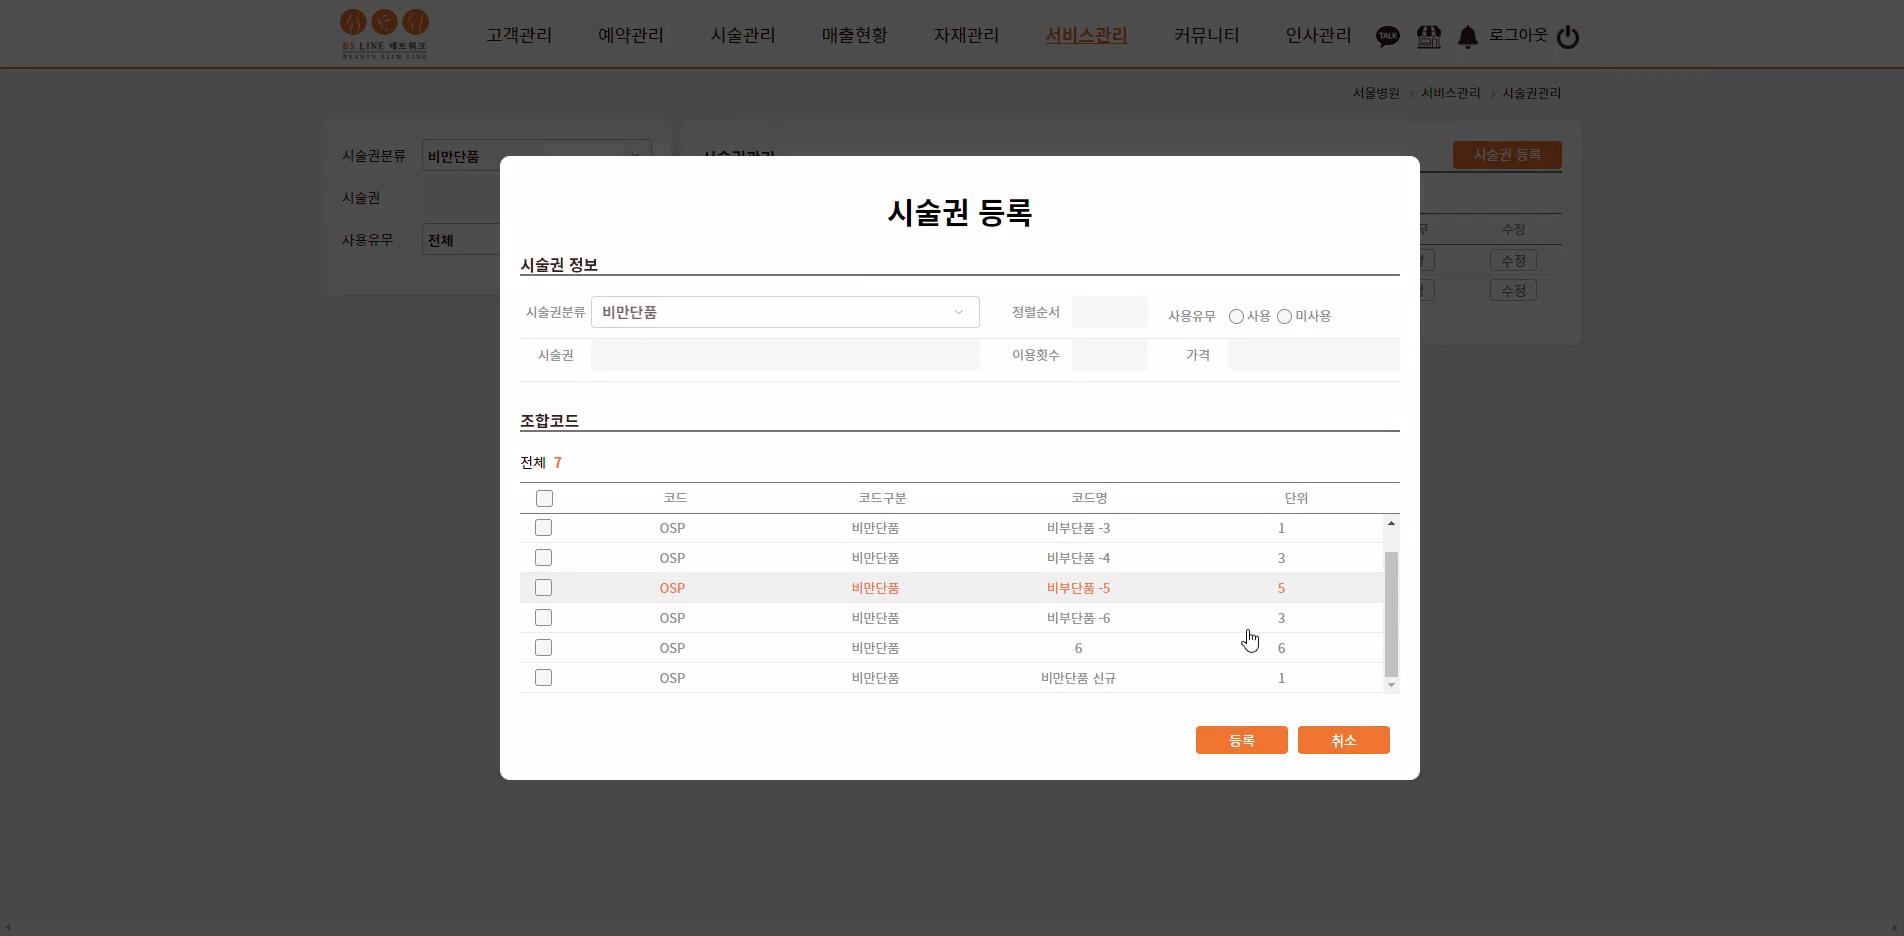 BS LINE 네트워크
BEAUTY SLIM LINE
고객관리 예약관리 시술관리 매출현황 자재관리 서비스관리 커뮤니티 인사관리 TALK 로그아웃
서울병원 > 서비스관리 > 시술권관리
시술권분류 비만단품
시술권
사용유무 전체
시술권관리
시술권 등록
수정
수정
수정
시술권 등록
시술권 정보
시술권분류 비만단품 정렬순서 사용유무 사용 미사용
시술권 이용횟수 가격
조합코드
전체 7
코드 코드구분 코드명 단위
OSP 비만단품 비부단품 -3 1
OSP 비만단품 비부단품 -4 3
OSP 비만단품 비부단품 -5 5
OSP 비만단품 비부단품 -6 3
OSP 비만단품 6 6
OSP 비만단품 비만단품 신규 1
등록 취소